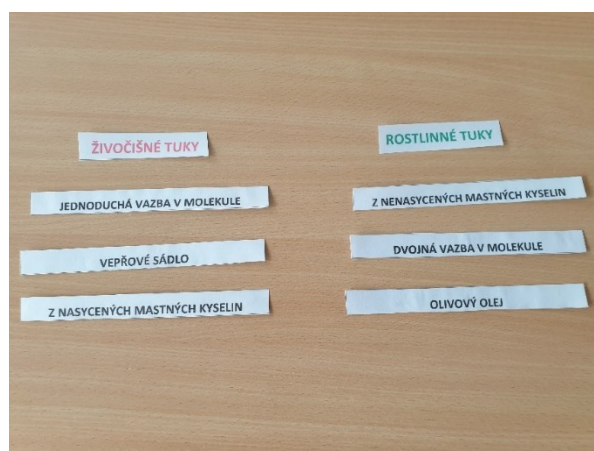 ŽIVOČIŠNÉ TUKY
JEDNODUCHÁ VAZBA V MOLEKULE
VEPŘOVÉ SÁDLO
Z NASYCENÝCH MASTNÝCH KYSELIN
ROSTLINNÉ TUKY
Z NENASYCENÝCH MASTNÝCH KYSELIN
DVOJNÁ VAZBA V MOLEKULE
OLIVOVÝ OLEJ